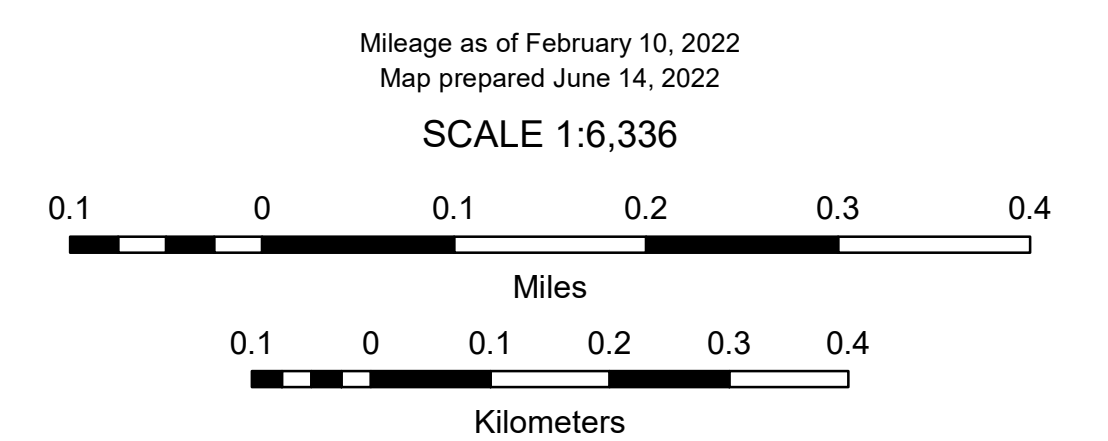 Mileage as of February 10, 2022
Map prepared June 14, 2022
SCALE 1:6,336
0.1 0 0.1 0.2 0.3 0.4
Miles
0.1 0 0.1 0.2 0.3 0.4
Kilometers